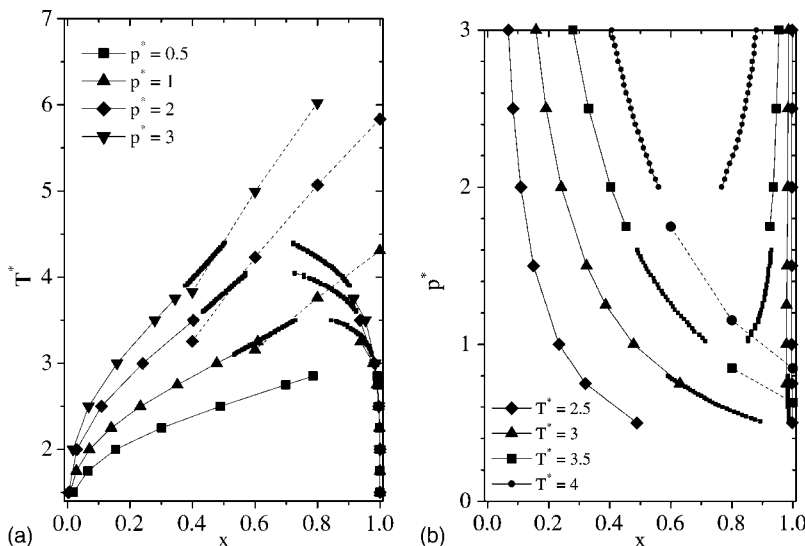 (a)
T*
7
6
5
4
3
2
p* = 0.5
p* = 1
p* = 2
p* = 3
0.0 0.2 0.4 0.6 0.8 1.0
x
(b)
p*
3
2
1
0
T* = 2.5
T* = 3
T* = 3.5
T* = 4
0.0 0.2 0.4 0.6 0.8 1.0
x